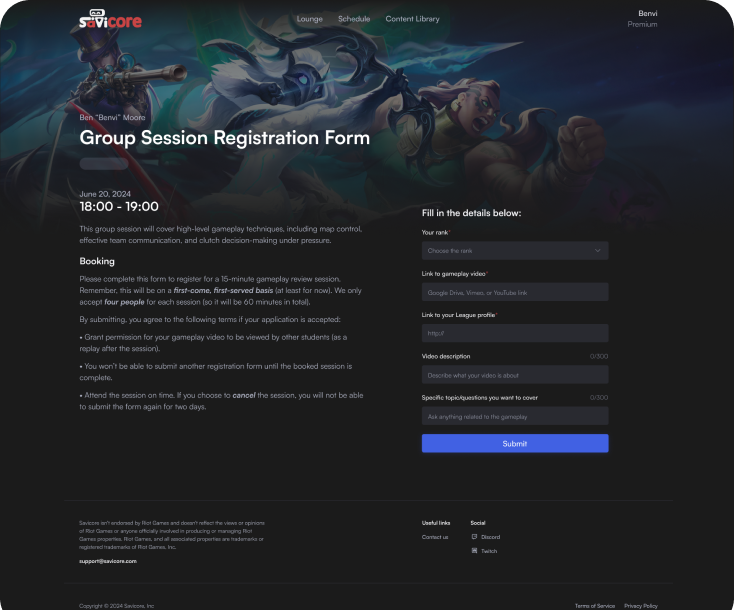 savicore
Lounge Schedule Content Library
Benvi
Premium
Ben "Benvi" Moore
Group Session Registration Form
June 20, 2024
18:00 - 19:00
This group session will cover high-level gameplay techniques, including map control,
effective team communication, and clutch decision-making under pressure.
Booking
Please complete this form to register for a 15-minute gameplay review session.
Remember, this will be on a first-come, first-served basis (at least for now). We only
accept four people for each session (so it will be 60 minutes in total).
By submitting, you agree to the following terms if your application is accepted:
• Grant permission for your gameplay video to be viewed by other students (as a
replay after the session).
• You won't be able to submit another registration form until the booked session is
complete.
• Attend the session on time. If you choose to cancel the session, you will not be able
to submit the form again for two days.
Fill in the details below:
Your rank*
Choose the rank
Link to gameplay video*
Google Drive, Vimeo, or YouTube link
Link to your League profile*
http://
Video description 0/300
Describe what your video is about
Specific topic/questions you want to cover 0/300
Ask anything related to the gameplay
Submit
Savicore isn't endorsed by Riot Games and doesn't reflect the views or opinions
of Riot Games or anyone officially involved in producing or managing Riot
Games properties. Riot Games, and all associated properties are trademarks or
registered trademarks of Riot Games, Inc.
support@savicore.com
Useful links
Contact us
Social
Discord
Twitch
Copyright © 2024 Savicore, Inc
Terms of Service Privacy Policy